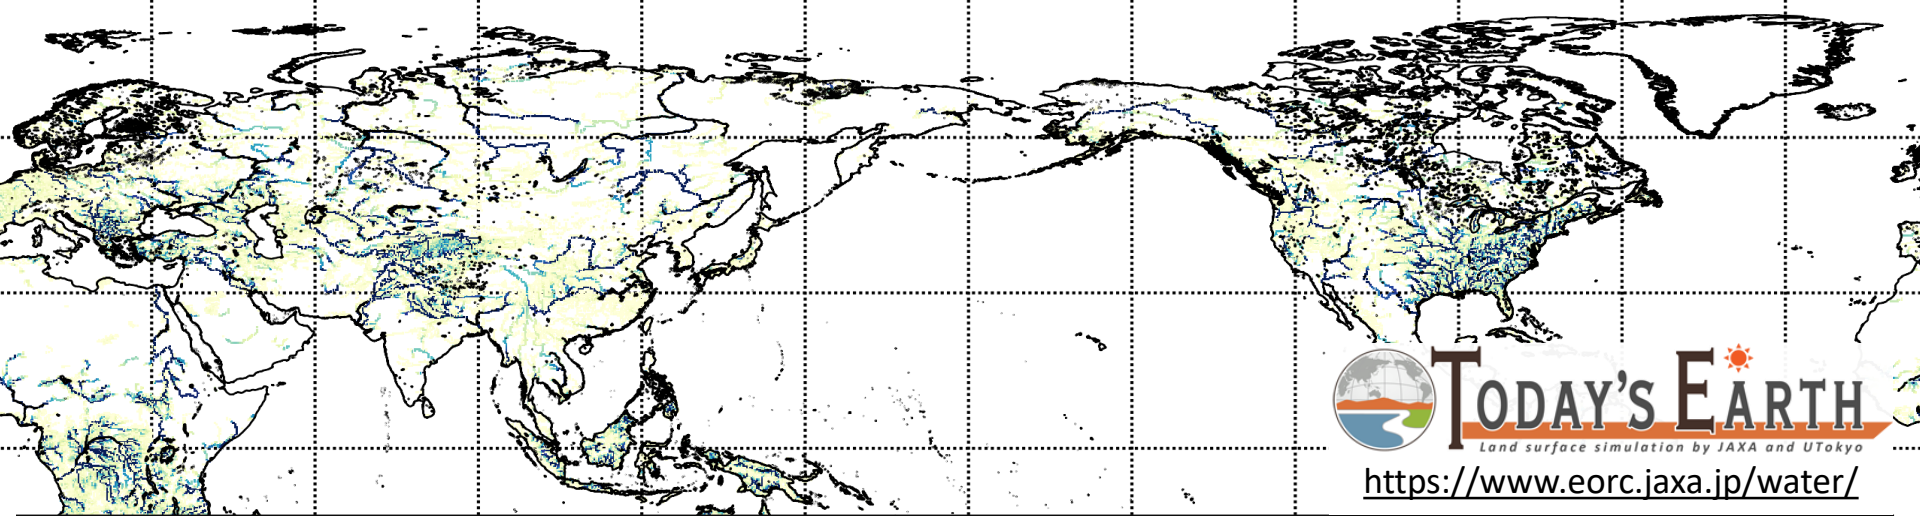 TODAY'S EARTH
Land surface simulation by JAXA and UTokyo
https://www.eorc.jaxa.jp/water/